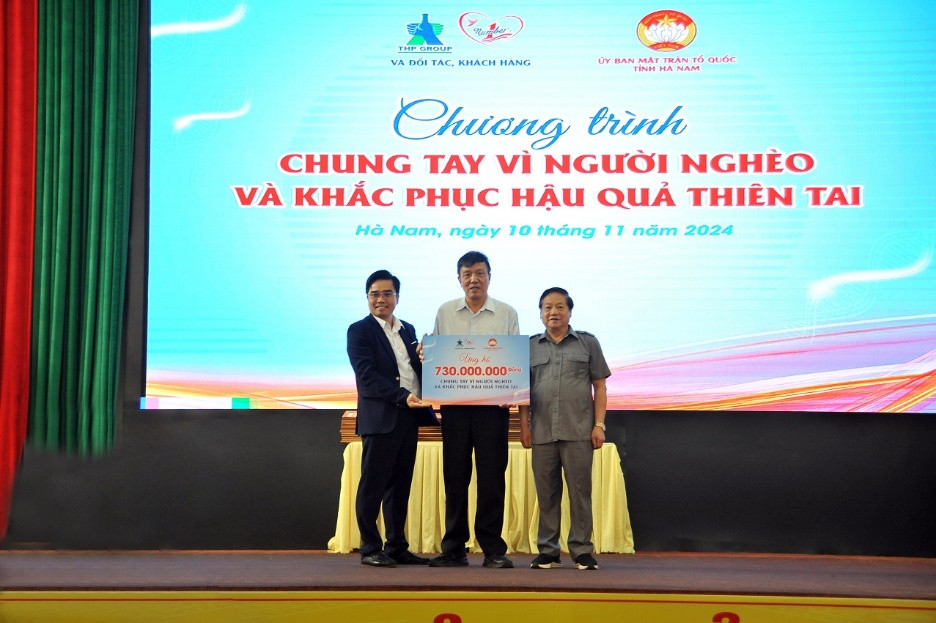 THP GROUP
Number 1
VÀ ĐỐI TÁC, KHÁCH HÀNG
ỦY BAN MẶT TRẬN TỔ QUỐC
TỈNH HÀ NAM
Chương trình
CHUNG TAY VÌ NGƯỜI NGHÈO
VÀ KHẮC PHỤC HẬU QUẢ THIÊN TAI
Hà Nam, ngày 10 tháng 11 năm 2024
Ủng hộ
730.000.000 Đồng
CHUNG TAY VÌ NGƯỜI NGHÈO
VÀ KHẮC PHỤC HẬU QUẢ THIÊN TAI